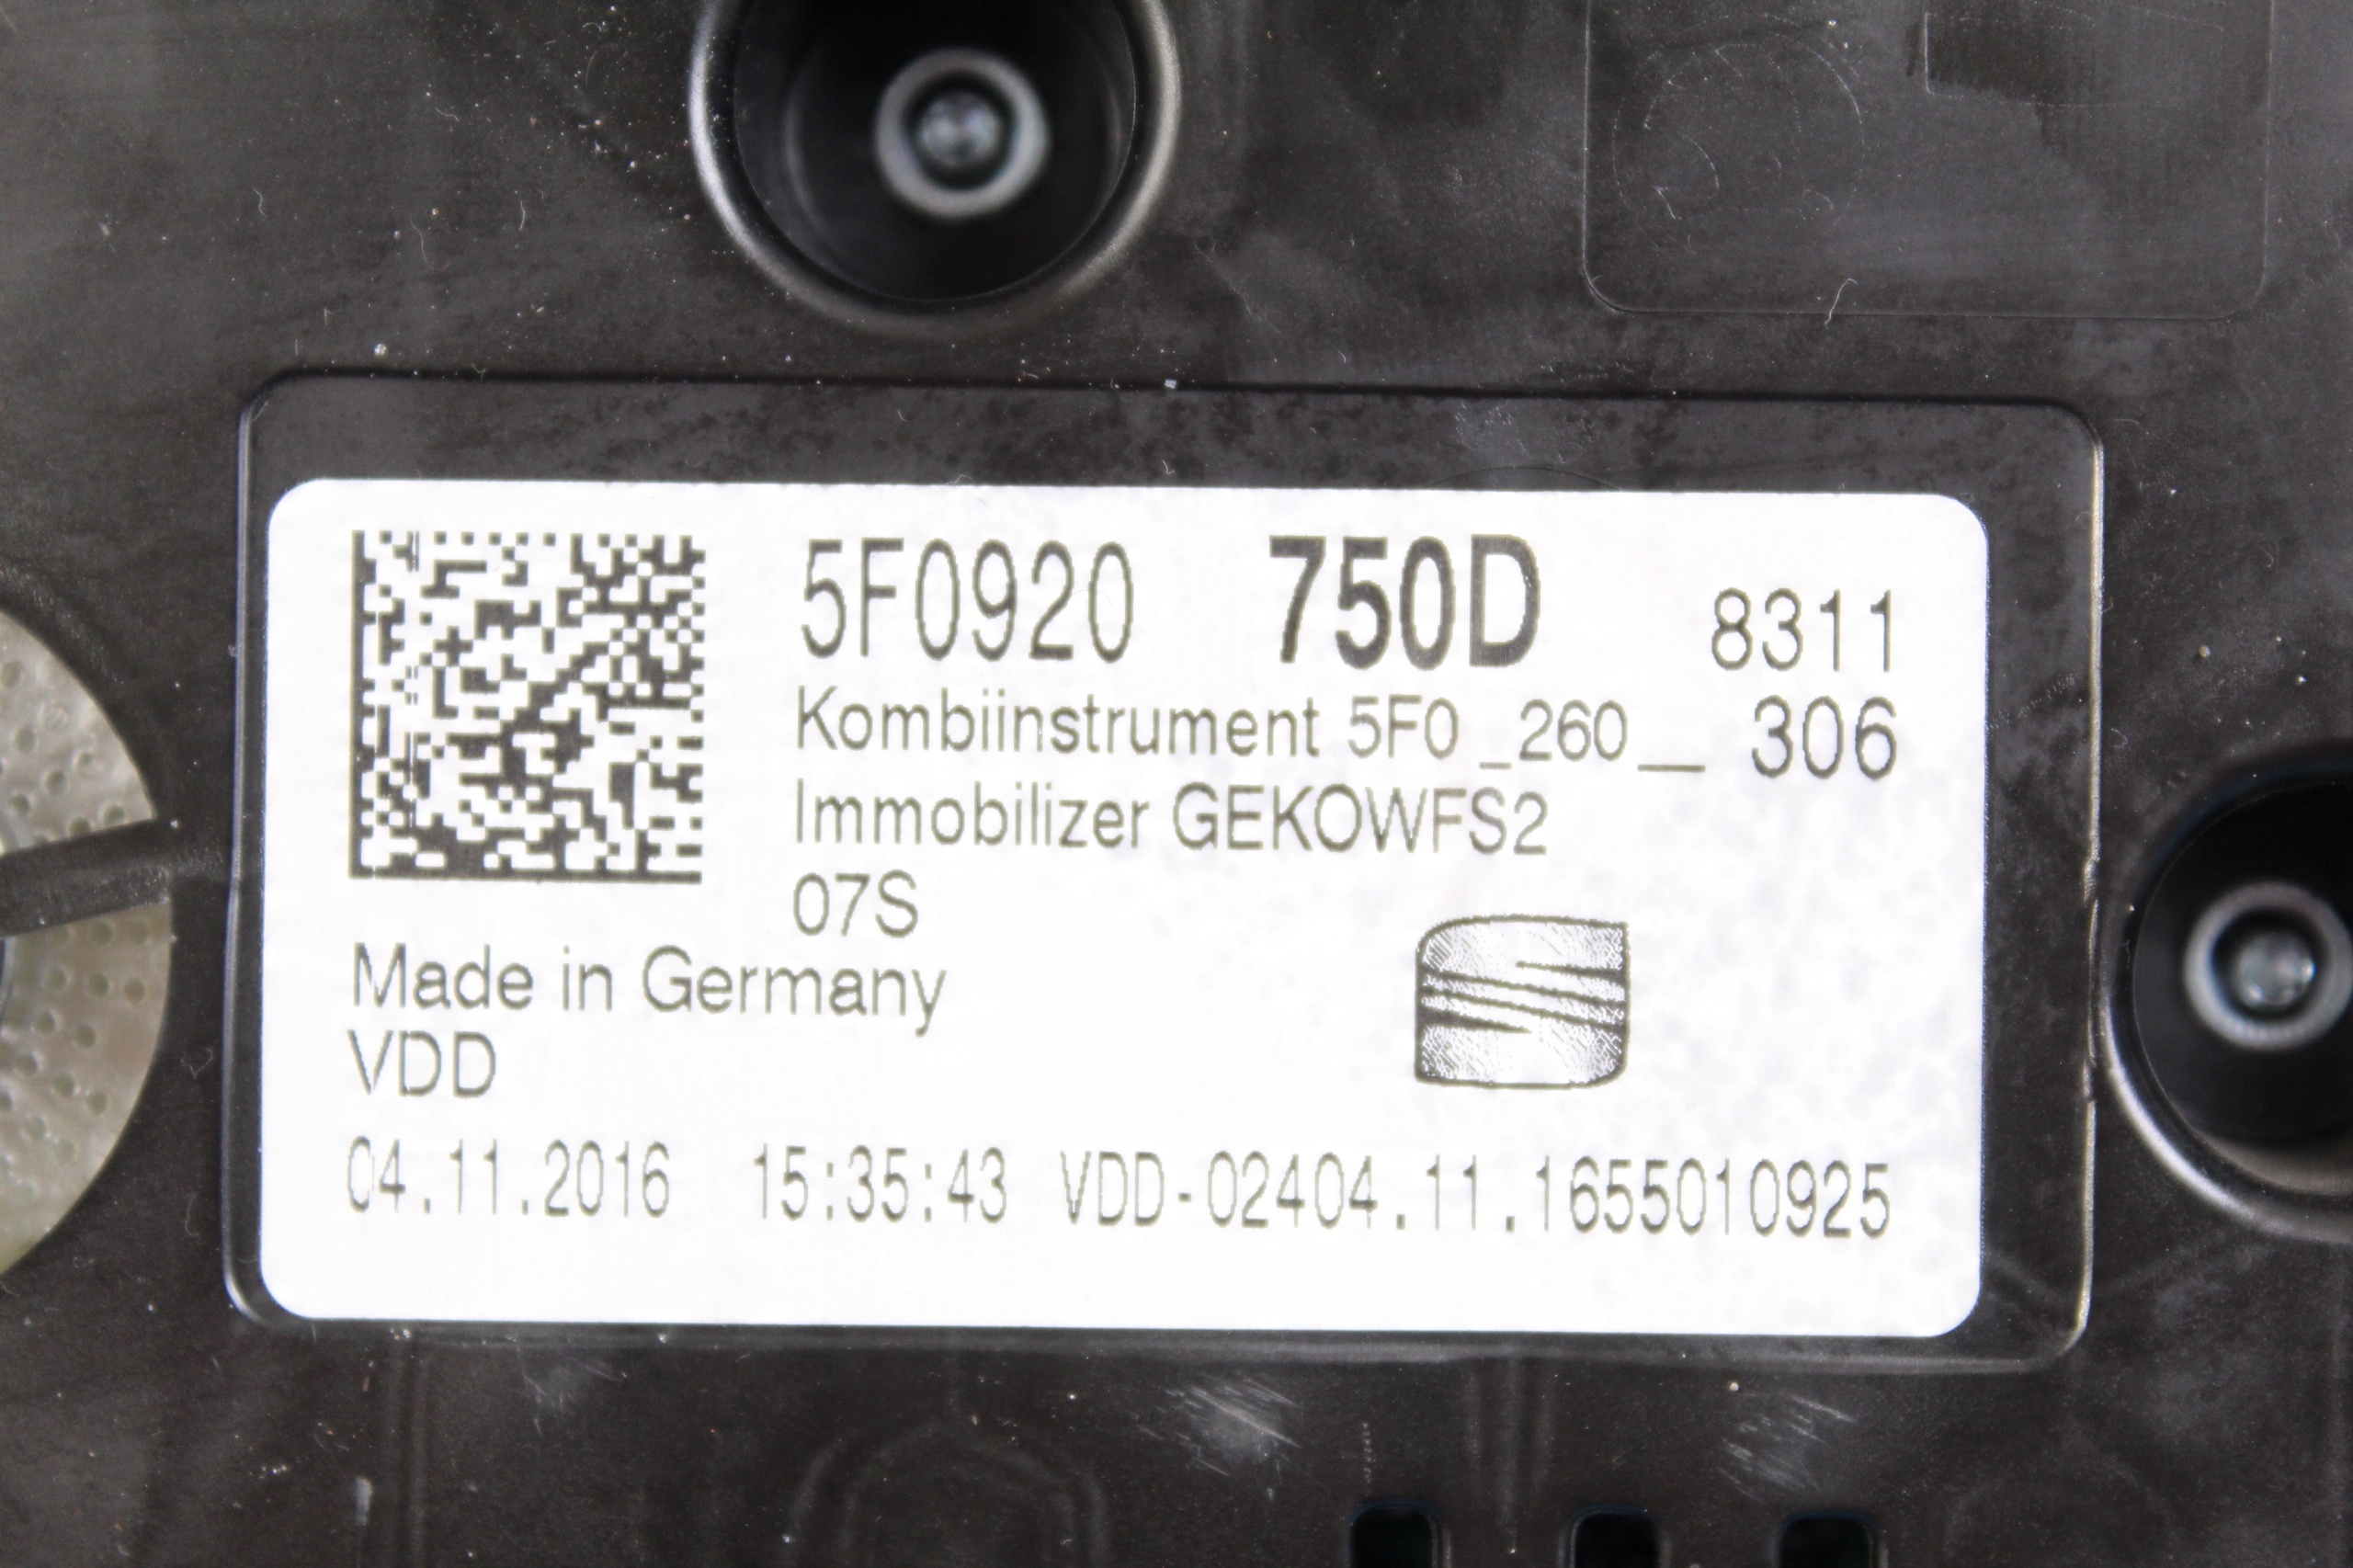 5F0920 750D 8311
Kombiinstrument 5F0 _260__ 306
Immobilizer GEKOWFS2
07S
Made in Germany
VDD
04.11.2016 15:35:43 VDD-02404.11.1655010925